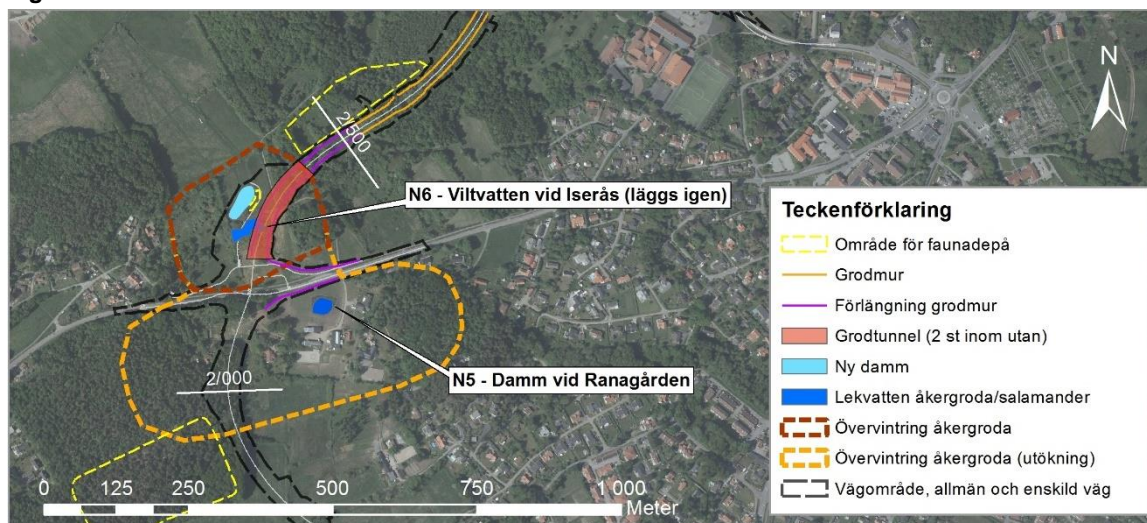 N
2/500
N6 - Viltvatten vid Iserås (läggs igen)
N5 - Damm vid Ranagården
2/000
0 125 250 500 750 1 000
Meter
Teckenförklaring
Område för faunadepå
Grodmur
Förlängning grodmur
Grodtunnel (2 st inom utan)
Ny damm
Lekvatten åkergroda/salamander
Övervintring åkergroda
Övervintring åkergroda (utökning)
Vägområde, allmän och enskild väg